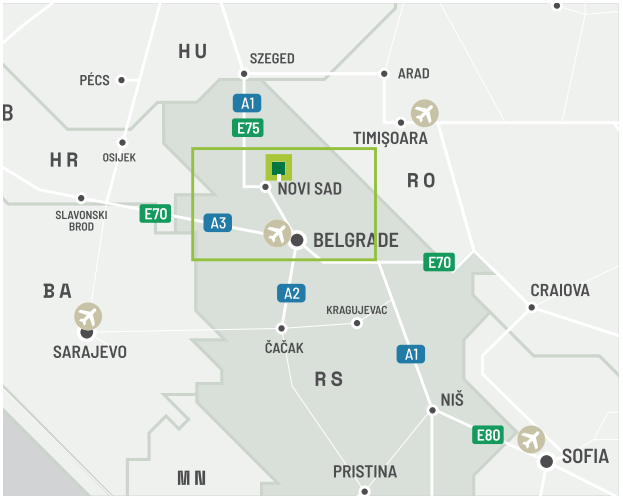 HU
SZEGED
PÉCS
ARAD
A1
B
E75
TIMIŞOARA
OSIJEK
HR
NOVI SAD
RO
SLAVONSKI
BROD
E70
A3
BELGRADE
E70
BA
A2
CRAIOVA
KRAGUJEVAC
SARAJEVO
ČAČAK
A1
RS
NIŠ
E80
SOFIA
MN
PRISTINA